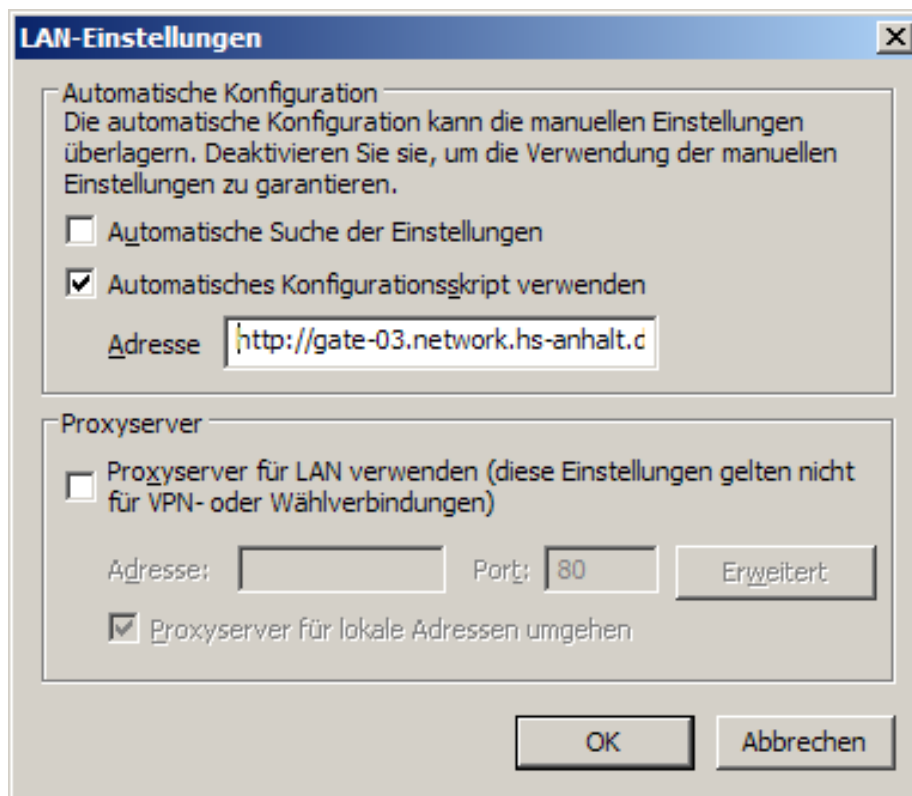 LAN-Einstellungen
Automatische Konfiguration
Die automatische Konfiguration kann die manuellen Einstellungen
überlagern. Deaktivieren Sie sie, um die Verwendung der manuellen
Einstellungen zu garantieren.
Automatische Suche der Einstellungen
Automatisches Konfigurationsskript verwenden
Adresse http://gate-03.network.hs-anhalt.d
Proxyserver
Proxyserver für LAN verwenden (diese Einstellungen gelten nicht
für VPN- oder Wählverbindungen)
Adresse: Port: 80 Erweitert
Proxyserver für lokale Adressen umgehen
OK Abbrechen